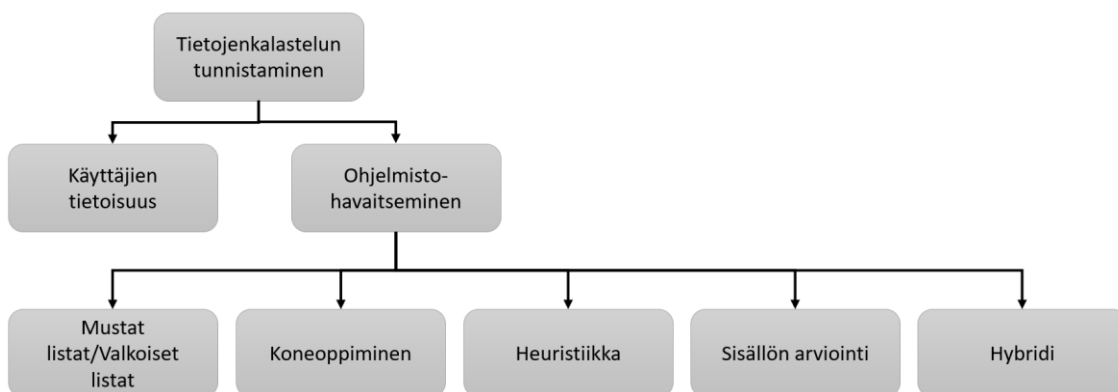 Tietojenkalastelun
tunnistaminen
Käyttäjien
tietoisuus
Ohjelmisto-
havaitseminen
Mustat
listat/Valkoiset
listat
Koneoppiminen
Heuristiikka
Sisällön arviointi
Hybridi